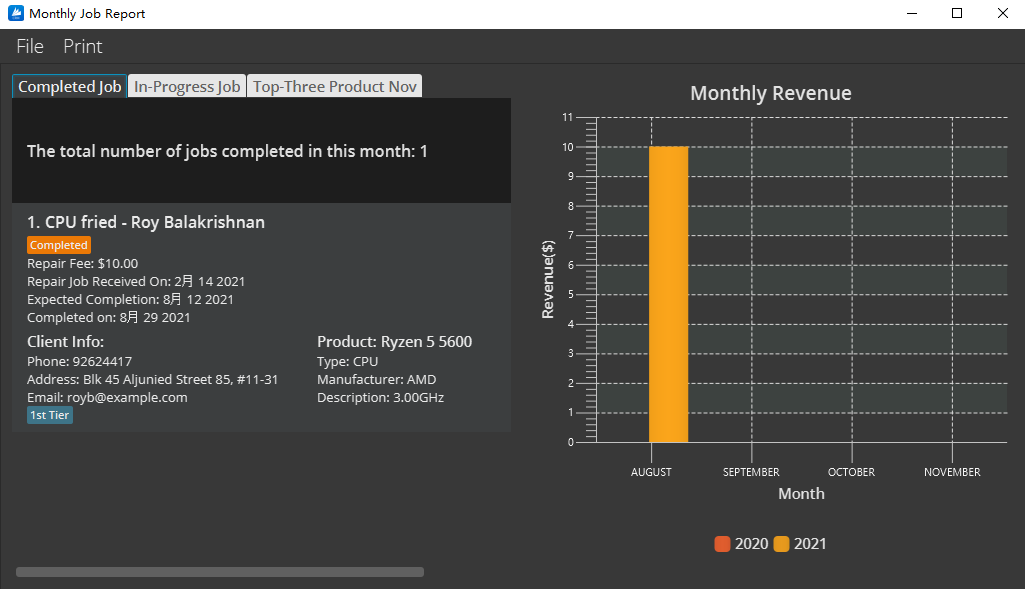 Monthly Job Report
File Print
Completed Job In-Progress Job Top-Three Product Nov
The total number of jobs completed in this month: 1
1. CPU fried - Roy Balakrishnan
Completed
Repair Fee: $10.00
Repair Job Received On: 2月 14 2021
Expected Completion: 8月 12 2021
Completed on: 8月 29 2021
Client Info:
Phone: 92624417
Address: Blk 45 Aljunied Street 85, #11-31
Email: royb@example.com
1st Tier
Product: Ryzen 5 5600
Type: CPU
Manufacturer: AMD
Description: 3.00GHz
Monthly Revenue
Revenue($)
11
10
9
8
7
6
5
4
3
2
1
0
AUGUST SEPTEMBER OCTOBER NOVEMBER
Month
2020 2021